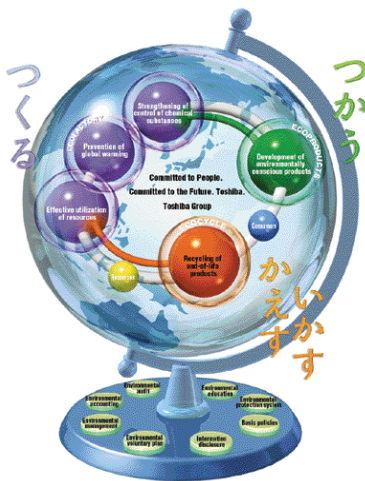 つくる
つかう
ECOFACTORY
Strengthening of
control of chemical
substances
Prevention of
global warming
Effective utilization
of resources
ECOPRODUCTS
Development of
environmentally
conscious products
Committed to People,
Committed to the Future. Toshiba.
Toshiba Group
Consumer
ECOCYCLE
Recycling of
end-of-life
products
かえす
いかす
Environmental
audit
Environmental
education
Environmental
accounting
Environmental
protection system
Environmental
management
Basic policies
Environmental
voluntary plan
Information
disclosure